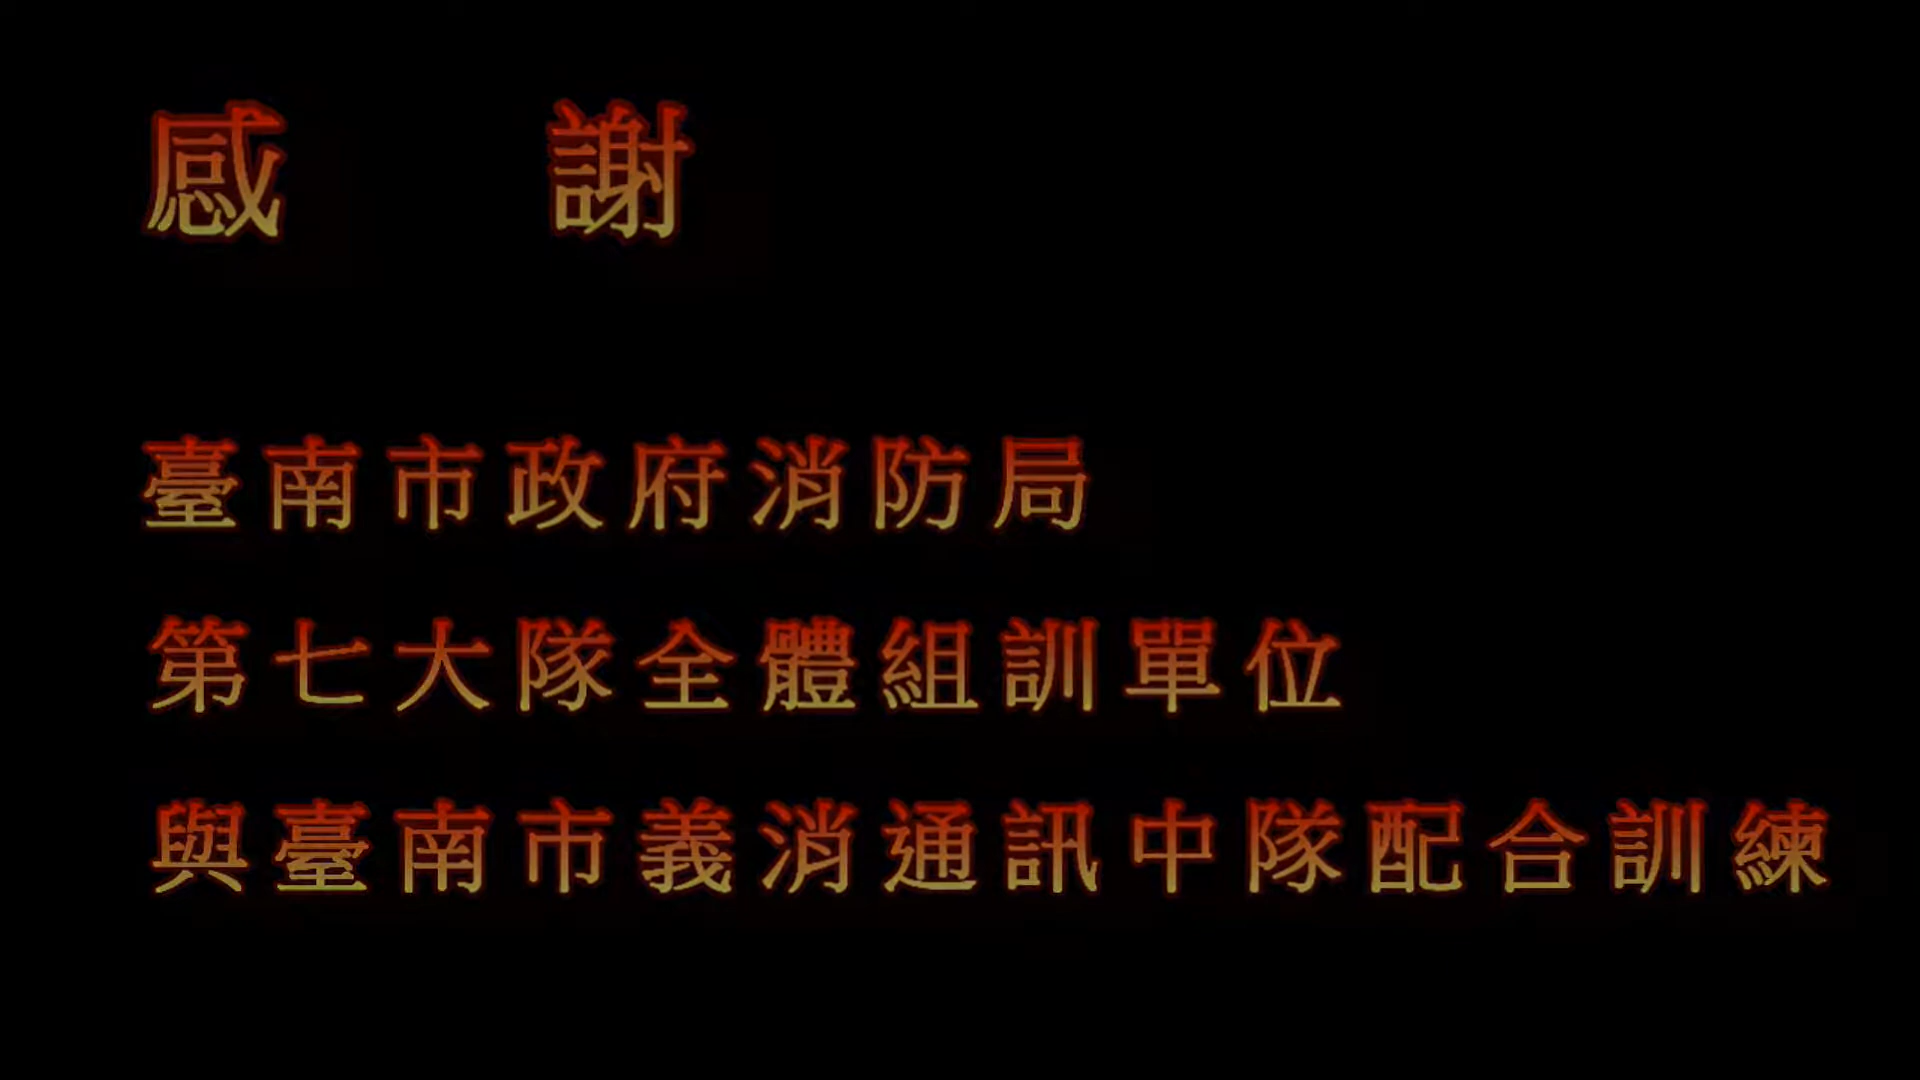 感謝
臺南市政府消防局
第七大隊全體組訓單位
與臺南市義消通訊中隊配合訓練